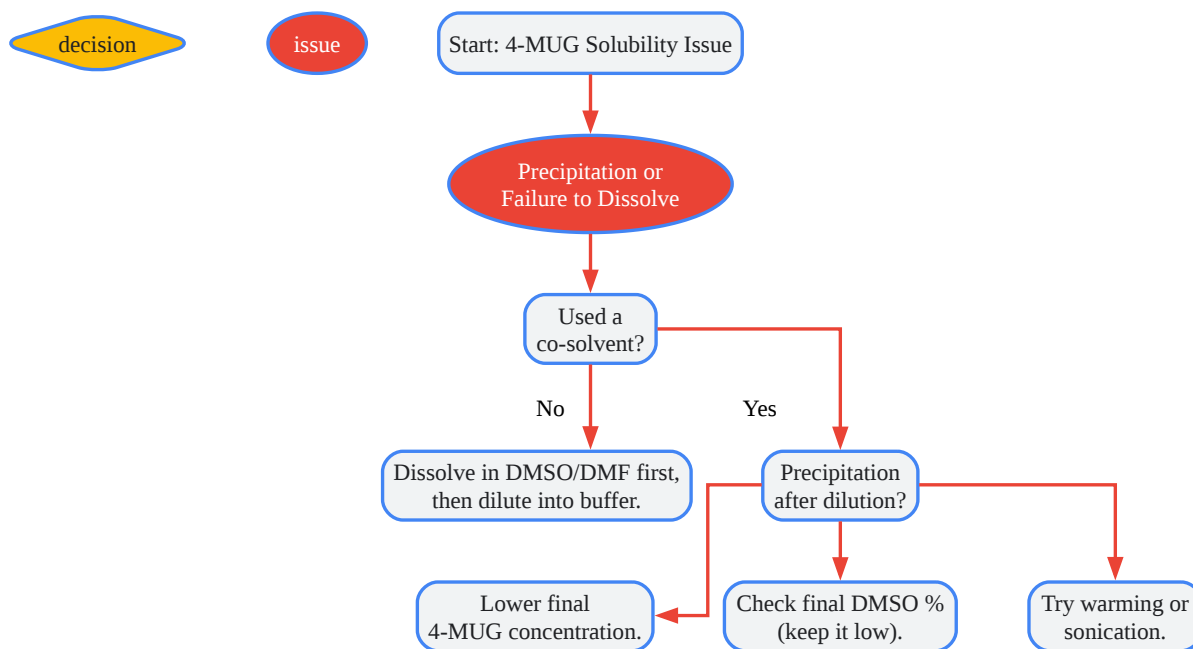 decision
issue
Start: 4-MUG Solubility Issue
Precipitation or
Failure to Dissolve
Used a
co-solvent?
No
Yes
Dissolve in DMSO/DMF first,
then dilute into buffer.
Precipitation
after dilution?
Lower final
4-MUG concentration.
Check final DMSO %
(keep it low).
Try warming or
sonication.